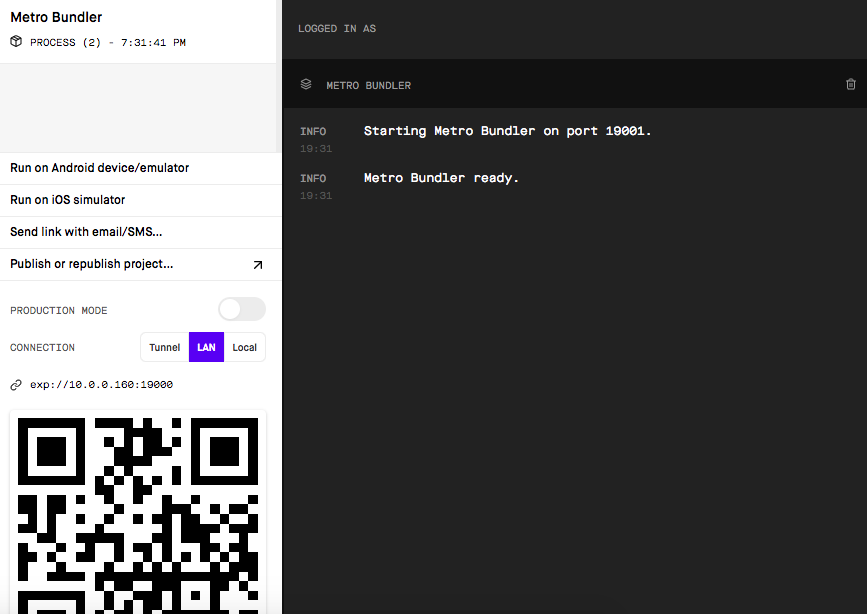 Metro Bundler
PROCESS (2) - 7:31:41 PM
Run on Android device/emulator
Run on iOS simulator
Send link with email/SMS...
Publish or republish project...
PRODUCTION MODE
CONNECTION
Tunnel LAN Local
exp://10.0.0.160:19000
LOGGED IN AS
METRO BUNDLER
INFO Starting Metro Bundler on port 19001.
19:31
INFO Metro Bundler ready.
19:31